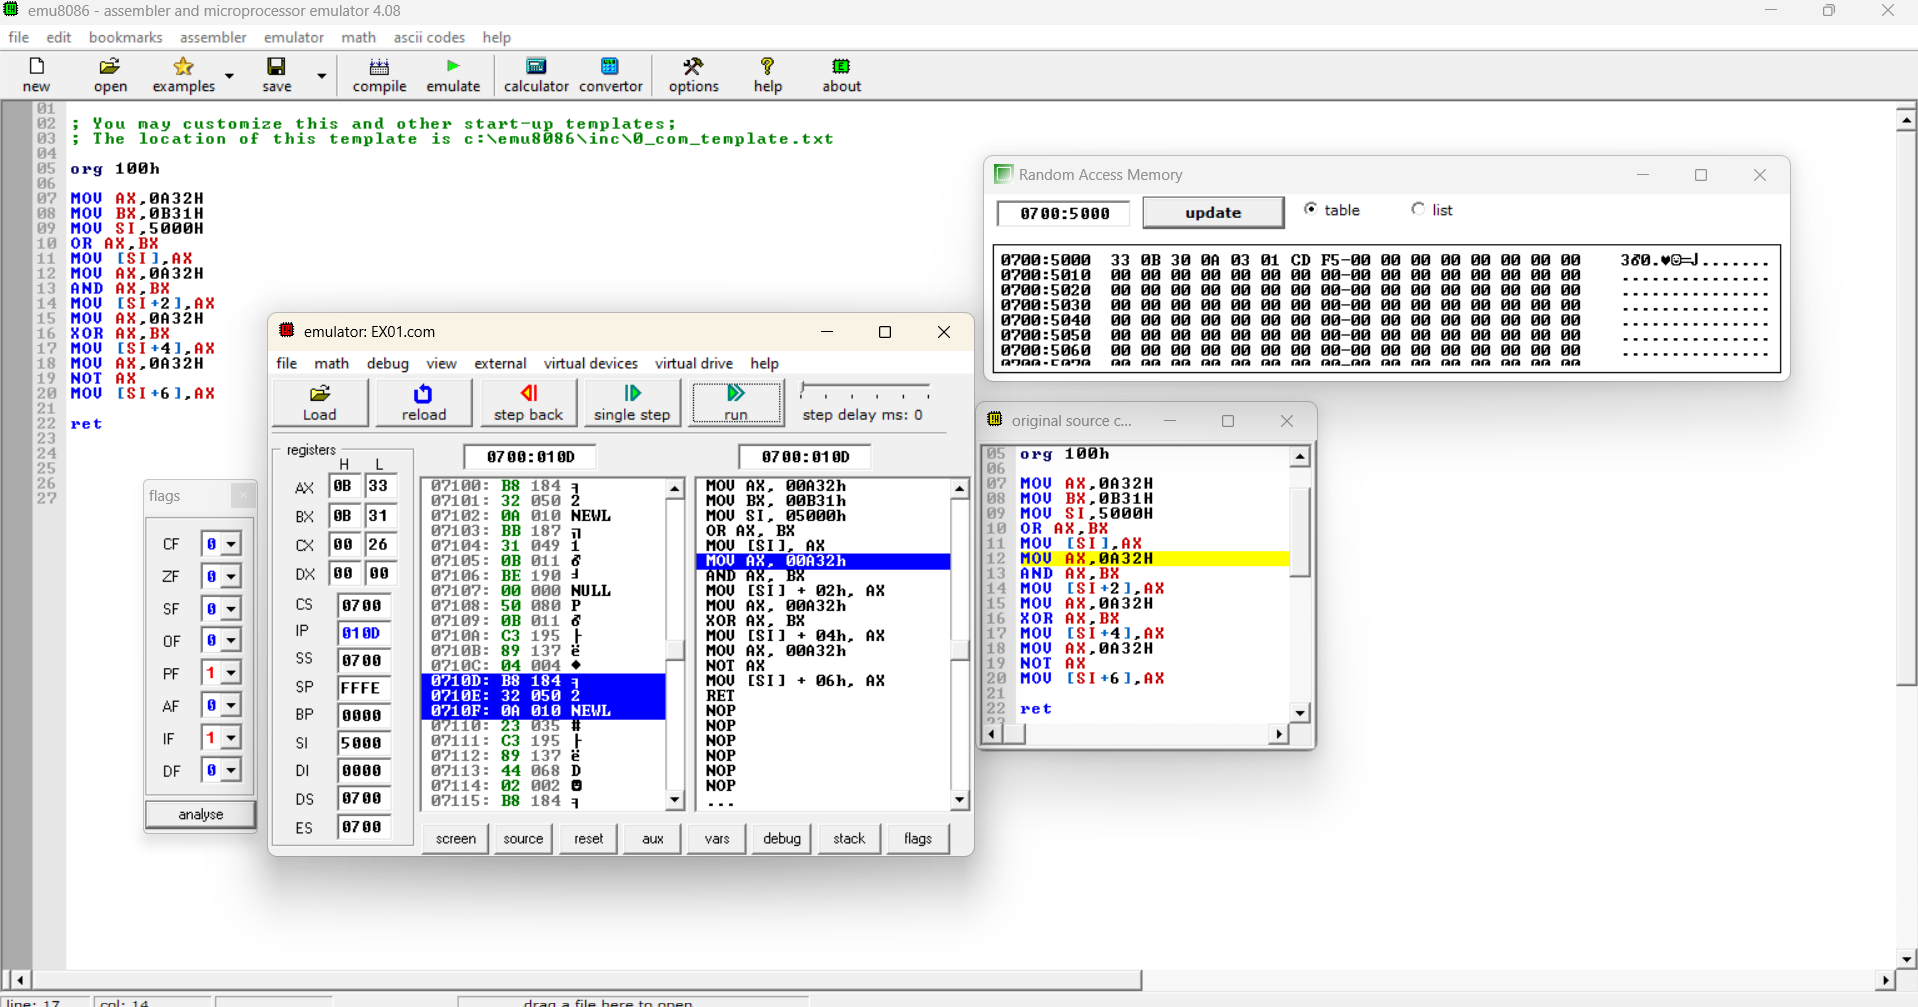 emu8086 - assembler and microprocessor emulator 4.08
file edit bookmarks assembler emulator math ascii codes help
new open examples save compile emulate calculator convertor options help about
01
02 ; You may customize this and other start-up templates;
03 ; The location of this template is c:\emu8086\inc\0_com_template.txt
04
05 org 100h
06
07 MOV AX,0A32H
08 MOV BX,0B31H
09 MOV SI,5000H
10 OR AX,BX
11 MOV [SI],AX
12 MOV AX,0A32H
13 AND AX,BX
14 MOV [SI+2],AX
15 MOV AX,0A32H
16 XOR AX,BX
17 MOV [SI+4],AX
18 MOV AX,0A32H
19 NOT AX
20 MOV [SI+6],AX
21
22 ret
23
24
25
26
27
flags
CF 0
ZF 0
SF 0
OF 0
PF 1
AF 0
IF 1
DF 0
analyse
emulator: EX01.com
file math debug view external virtual devices virtual drive help
Load reload step back single step run step delay ms: 0
registers
H L
AX 0B 33
BX 0B 31
CX 00 26
DX 00 00
CS 0700
IP 010D
SS 0700
SP FFFE
BP 0000
SI 5000
DI 0000
DS 0700
ES 0700
0700:010D
07100: B8 184 ╕
07101: 32 050 2
07102: 0A 010 NEWL
07103: BB 187 ╗
07104: 31 049 1
07105: 0B 011 ♂
07106: BE 190 ╛
07107: 00 000 NULL
07108: 50 080 P
07109: 0B 011 ♂
0710A: C3 195 ├
0710B: 89 137 ë
0710C: 04 004 ♦
0710D: B8 184 ╕
0710E: 32 050 2
0710F: 0A 010 NEWL
07110: 23 035 #
07111: C3 195 ├
07112: 89 137 ë
07113: 44 068 D
07114: 02 002 ☻
07115: B8 184 ╕
0700:010D
MOV AX, 00A32h
MOV BX, 00B31h
MOV SI, 05000h
OR AX, BX
MOV [SI], AX
MOV AX, 00A32h
AND AX, BX
MOV [SI] + 02h, AX
MOV AX, 00A32h
XOR AX, BX
MOV [SI] + 04h, AX
MOV AX, 00A32h
NOT AX
MOV [SI] + 06h, AX
RET
NOP
NOP
NOP
NOP
NOP
NOP
...
screen source reset aux vars debug stack flags
Random Access Memory
0700:5000 update table list
0700:5000 33 0B 30 0A 03 01 CD F5-00 00 00 00 00 00 00 00 3♂0.♥☺═⌡........
0700:5010 00 00 00 00 00 00 00 00-00 00 00 00 00 00 00 00 ................
0700:5020 00 00 00 00 00 00 00 00-00 00 00 00 00 00 00 00 ................
0700:5030 00 00 00 00 00 00 00 00-00 00 00 00 00 00 00 00 ................
0700:5040 00 00 00 00 00 00 00 00-00 00 00 00 00 00 00 00 ................
0700:5050 00 00 00 00 00 00 00 00-00 00 00 00 00 00 00 00 ................
0700:5060 00 00 00 00 00 00 00 00-00 00 00 00 00 00 00 00 ................
original source c...
05 org 100h
06
07 MOV AX,0A32H
08 MOV BX,0B31H
09 MOV SI,5000H
10 OR AX,BX
11 MOV [SI],AX
12 MOV AX,0A32H
13 AND AX,BX
14 MOV [SI+2],AX
15 MOV AX,0A32H
16 XOR AX,BX
17 MOV [SI+4],AX
18 MOV AX,0A32H
19 NOT AX
20 MOV [SI+6],AX
21
22 ret
23
line: 17 col: 14 drag a file here to open